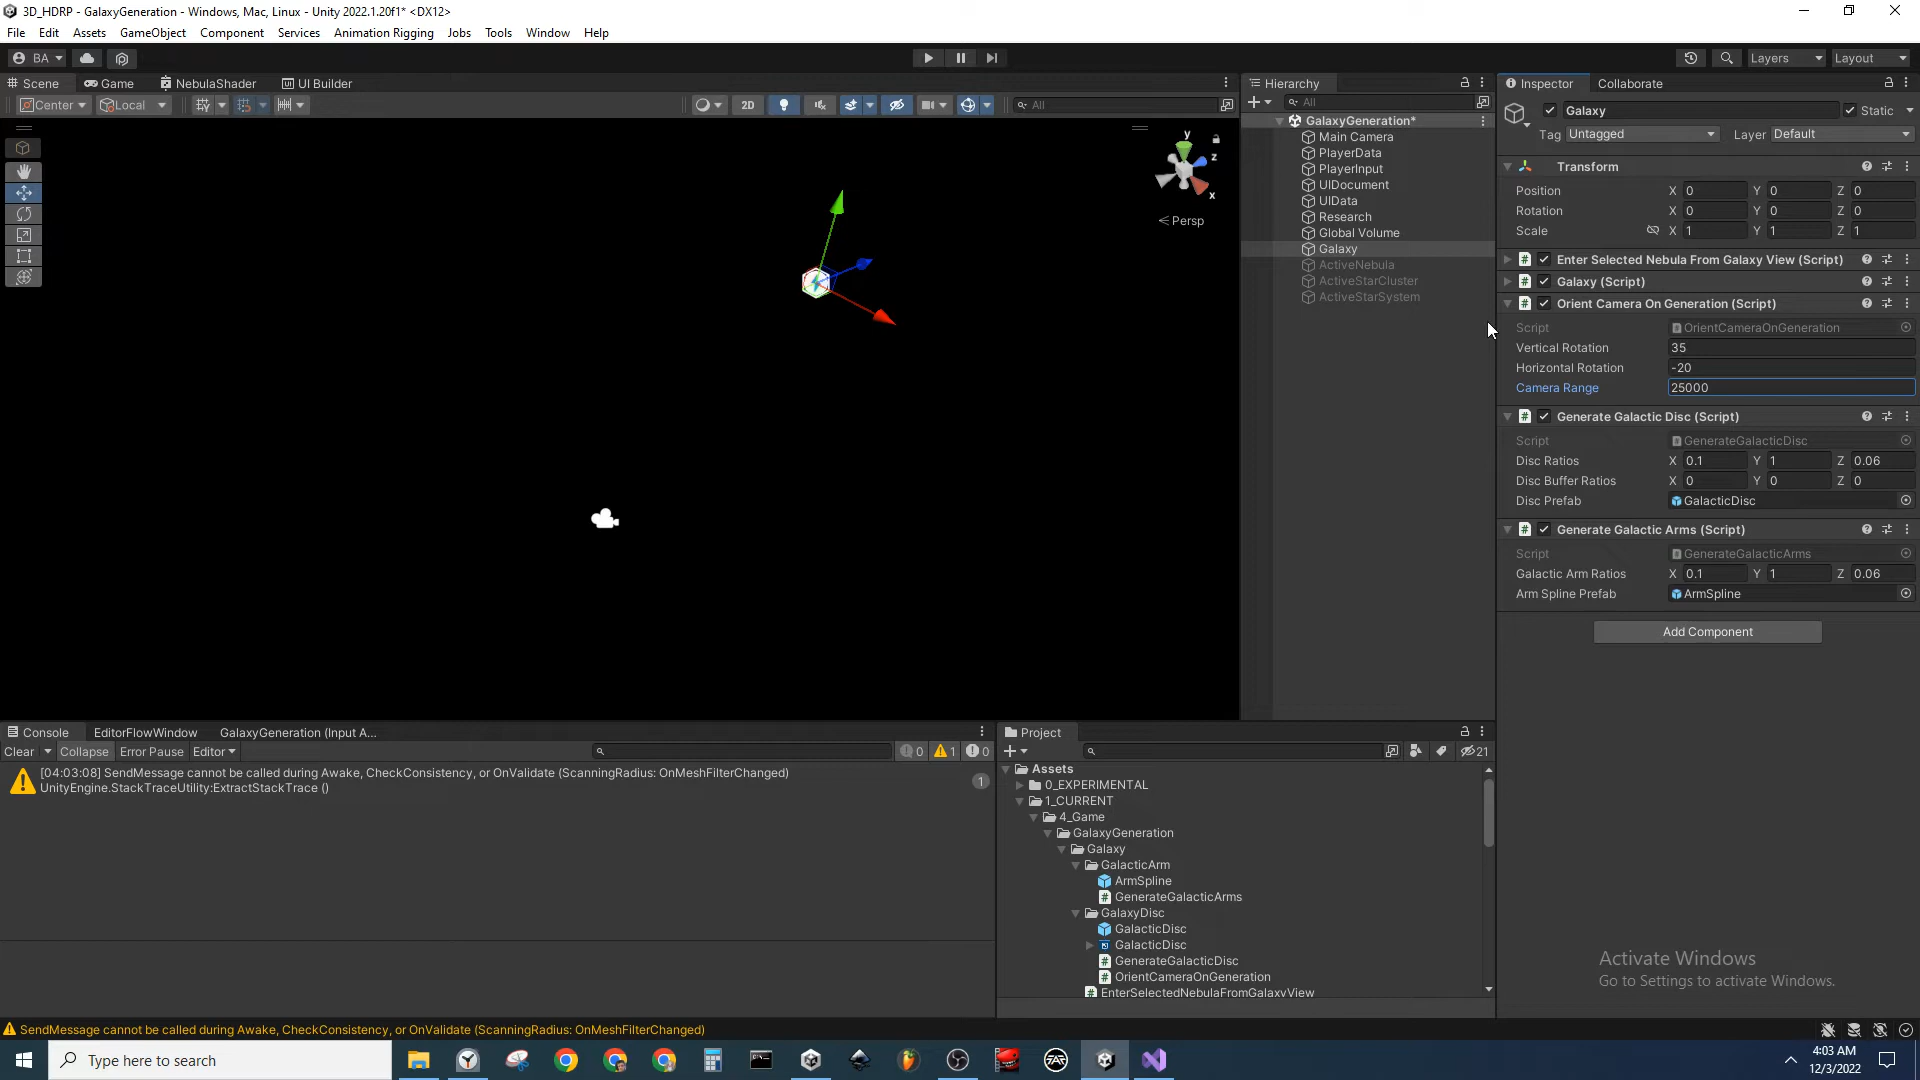 3D_HDRP - GalaxyGeneration - Windows, Mac, Linux - Unity 2022.1.20f1* <DX12>
File Edit Assets GameObject Component Services Animation Rigging Jobs Tools Window Help
BA Layers Layout
Scene Game NebulaShader UI Builder
Center Local 2D All
y
z
x
Persp
Hierarchy
All
GalaxyGeneration*
Main Camera
PlayerData
PlayerInput
UIDocument
UIData
Research
Global Volume
Galaxy
ActiveNebula
ActiveStarCluster
ActiveStarSystem
Inspector Collaborate
Galaxy Static
Tag Untagged Layer Default
Transform
Position X 0 Y 0 Z 0
Rotation X 0 Y 0 Z 0
Scale X 1 Y 1 Z 1
Enter Selected Nebula From Galaxy View (Script)
Galaxy (Script)
Orient Camera On Generation (Script)
Script OrientCameraOnGeneration
Vertical Rotation 35
Horizontal Rotation -20
Camera Range 25000
Generate Galactic Disc (Script)
Script GenerateGalacticDisc
Disc Ratios X 0.1 Y 1 Z 0.06
Disc Buffer Ratios X 0 Y 0 Z 0
Disc Prefab GalacticDisc
Generate Galactic Arms (Script)
Script GenerateGalacticArms
Galactic Arm Ratios X 0.1 Y 1 Z 0.06
Arm Spline Prefab ArmSpline
Add Component
Console EditorFlowWindow GalaxyGeneration (Input A...
Clear Collapse Error Pause Editor 0 1 0
[04:03:08] SendMessage cannot be called during Awake, CheckConsistency, or OnValidate (ScanningRadius: OnMeshFilterChanged)
UnityEngine.StackTraceUtility:ExtractStackTrace ()
1
Project
21
Assets
0_EXPERIMENTAL
1_CURRENT
4_Game
GalaxyGeneration
Galaxy
GalacticArm
ArmSpline
GenerateGalacticArms
GalaxyDisc
GalacticDisc
GalacticDisc
GenerateGalacticDisc
OrientCameraOnGeneration
EnterSelectedNebulaFromGalaxyView
Activate Windows
Go to Settings to activate Windows.
SendMessage cannot be called during Awake, CheckConsistency, or OnValidate (ScanningRadius: OnMeshFilterChanged)
Type here to search
4:03 AM
12/3/2022